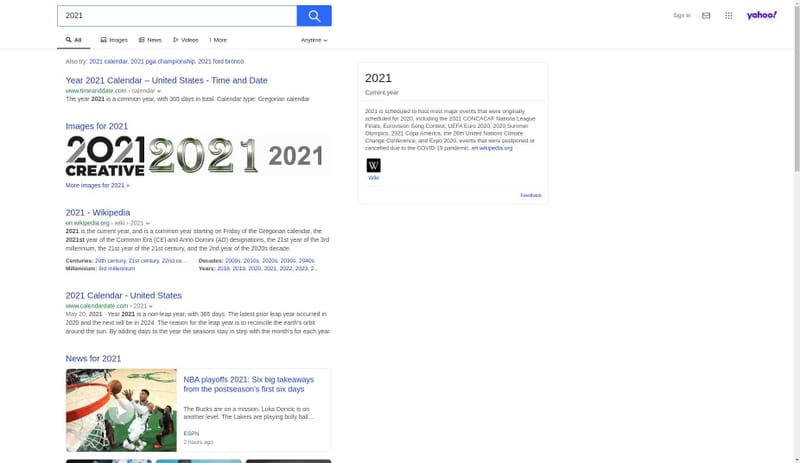 2021
Sign In
yahoo!
All
Images
News
Videos
More
Anytime
Also try: 2021 calendar, 2021 pga championship, 2021 ford bronco
Year 2021 Calendar – United States - Time and Date
www.timeanddate.com › calendar
The year 2021 is a common year, with 365 days in total. Calendar type: Gregorian calendar
Images for 2021
2021
CREATIVE
2021
2021
More images for 2021 »
2021 - Wikipedia
en.wikipedia.org › wiki › 2021
2021 is the current year, and is a common year starting on Friday of the Gregorian calendar, the
2021st year of the Common Era (CE) and Anno Domini (AD) designations, the 21st year of the 3rd
millennium, the 21st year of the 21st century, and the 2nd year of the 2020s decade.
Centuries: 20th century, 21st century, 22nd ce...
Decades: 2000s, 2010s, 2020s, 2030s, 2040s
Millennium: 3rd millennium
Years: 2018, 2019, 2020, 2021, 2022, 2023, 2...
2021 Calendar - United States
www.calendardate.com › 2021
May 20, 2021 · Year 2021 is a non-leap year, with 365 days. The latest prior leap year occurred in
2020 and the next will be in 2024. The reason for the leap year is to reconcile the earth's orbit
around the sun. By adding days to the year the seasons stay in step with the month's for each year.
News for 2021
NBA playoffs 2021: Six big takeaways
from the postseason's first six days
The Bucks are on a mission. Luka Doncic is on
another level. The Lakers are playing bully ball...
ESPN
2 hours ago
2021
Current year
2021 is scheduled to host most major events that were originally
scheduled for 2020, including the 2021 CONCACAF Nations League
Finals, Eurovision Song Contest, UEFA Euro 2020, 2020 Summer
Olympics, 2021 Copa América, the 26th United Nations Climate
Change Conference, and Expo 2020, events that were postponed or
cancelled due to the COVID-19 pandemic. en.wikipedia.org
W
Wiki
Feedback